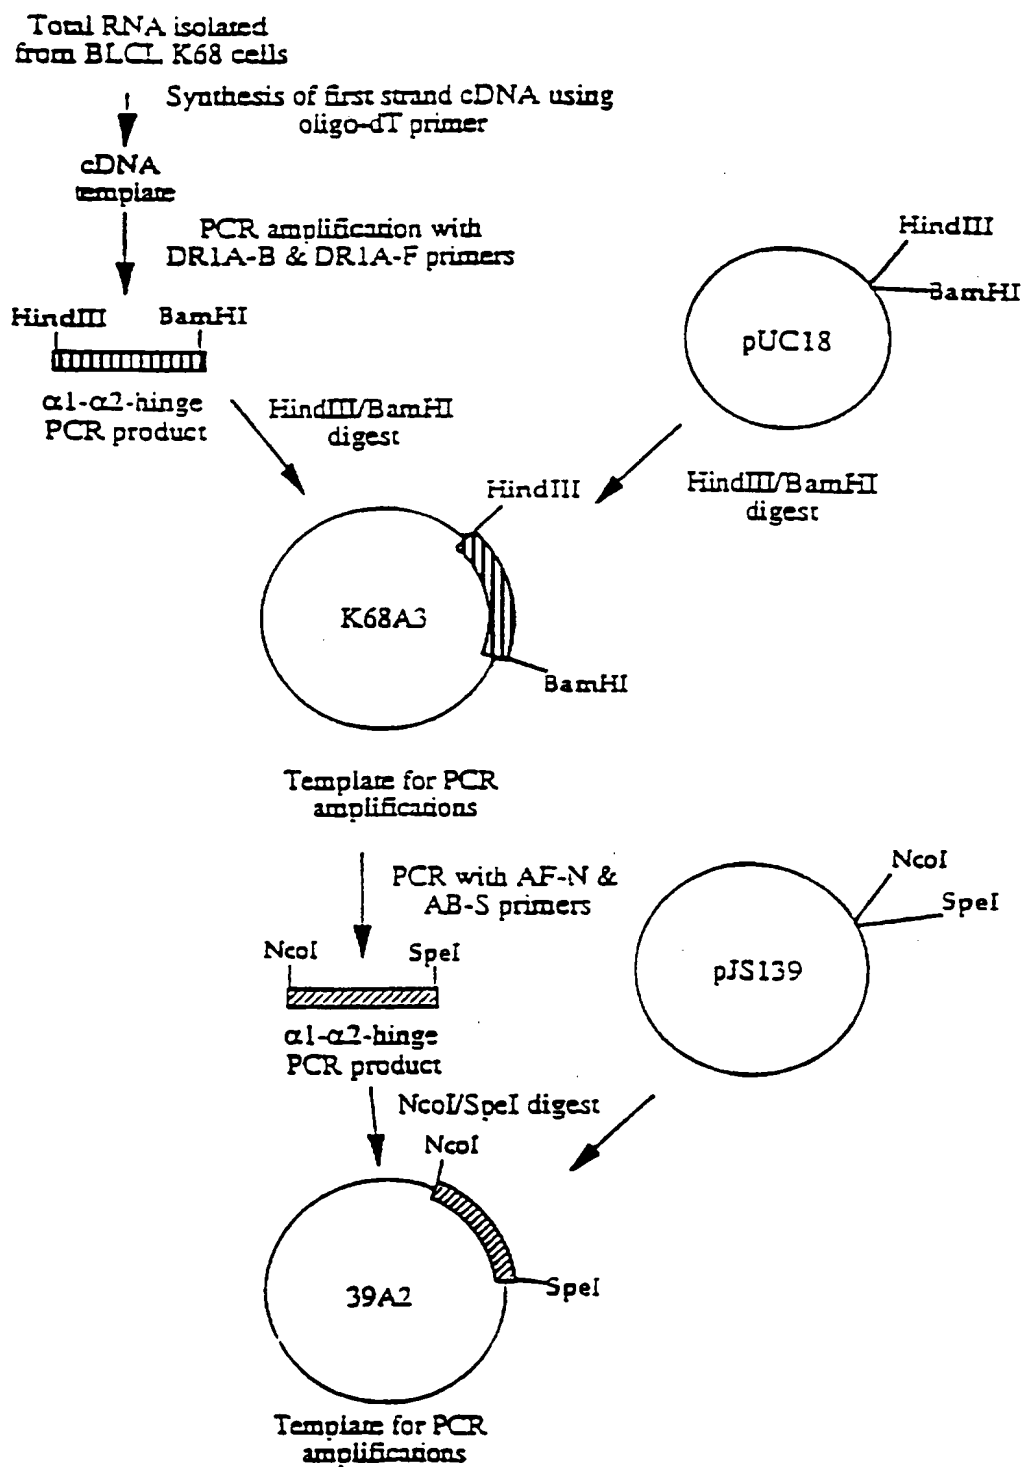 Total RNA isolated
from BLCL K68 cells
Synthesis of first strand cDNA using
oligo-dT primer
cDNA
template
PCR amplification with
DR1A-B & DR1A-F primers
HindIII
BamHI
HindIII
BamHI
pUC18
α1-α2-hinge
PCR product
HindIII/BamHI
digest
HindIII/BamHI
digest
HindIII
K68A3
BamHI
Template for PCR
amplifications
PCR with AF-N &
AB-S primers
NcoI
SpeI
NcoI
SpeI
pJS139
α1-α2-hinge
PCR product
NcoI/SpeI digest
NcoI
39A2
SpeI
Template for PCR
amplifications